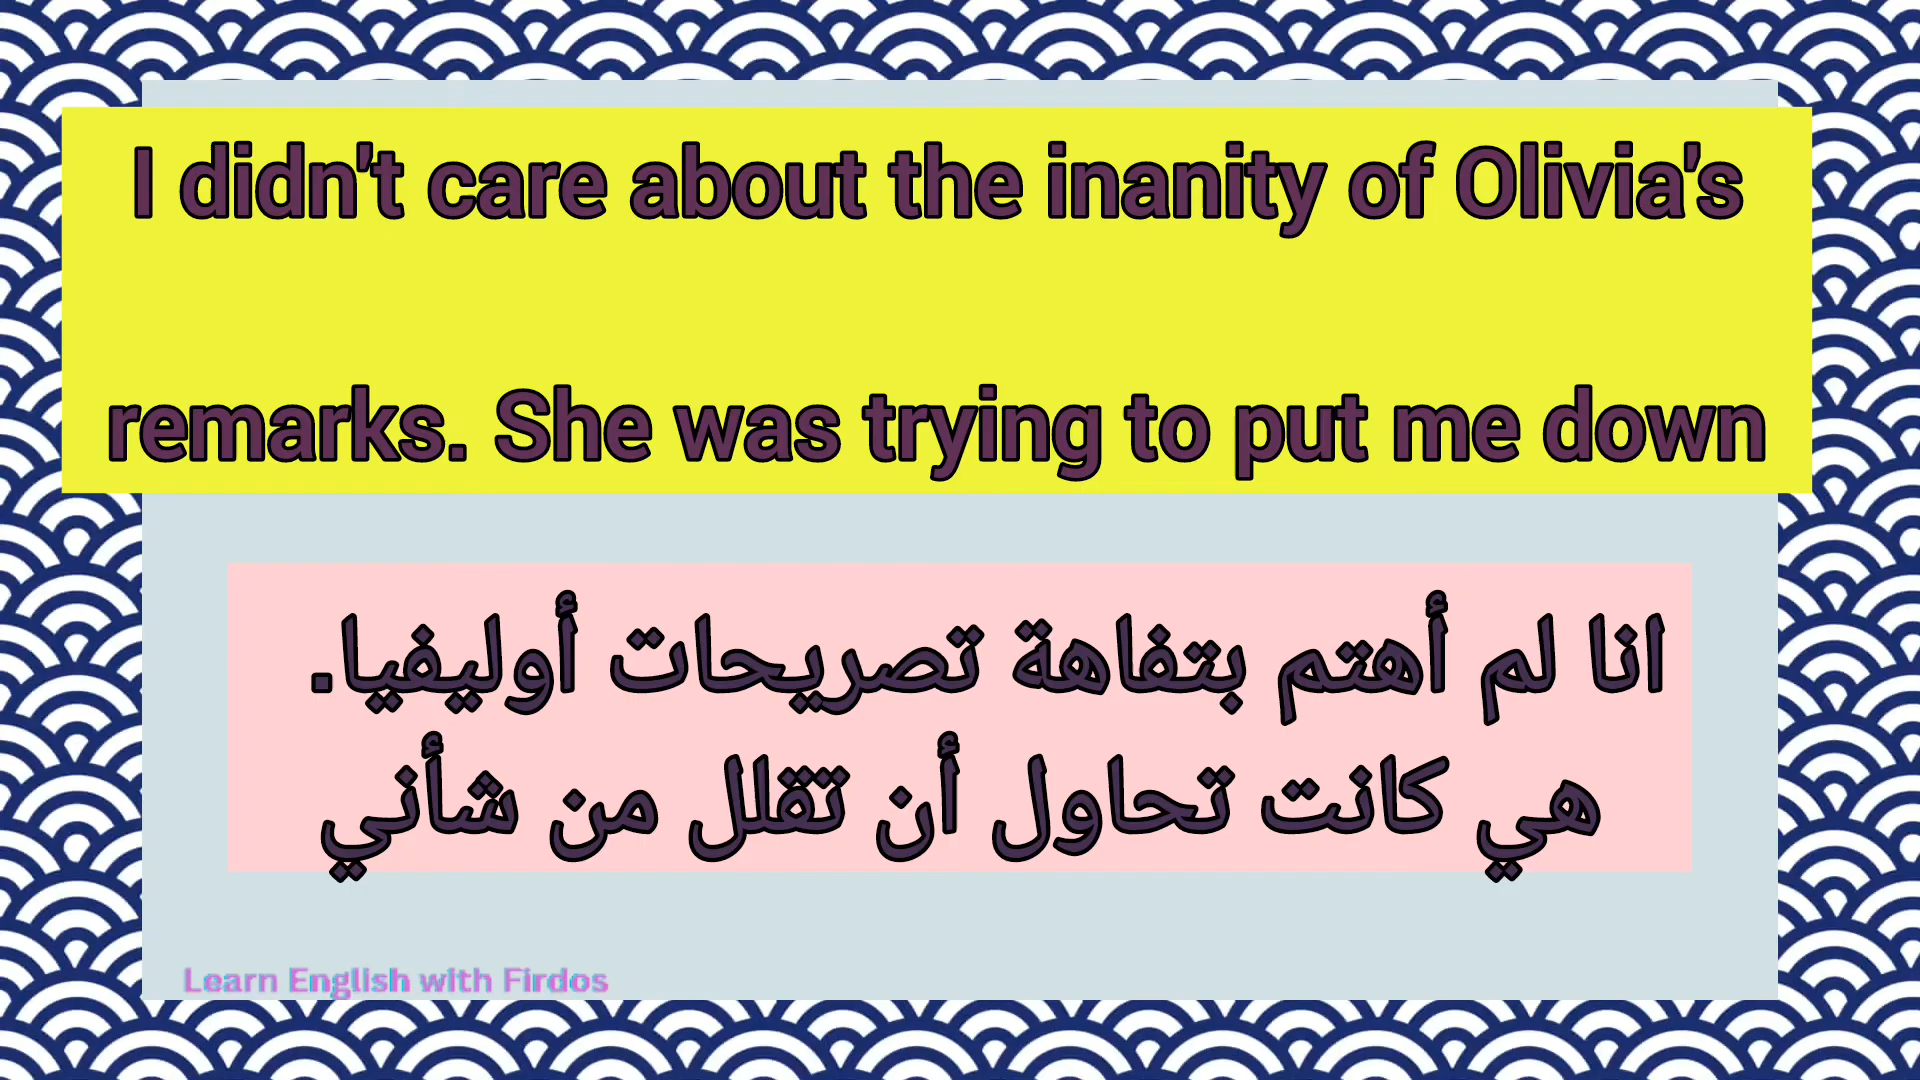 I didn't care about the inanity of Olivia's
remarks. She was trying to put me down
انا لم أهتم بتفاهة تصريحات أوليفيا.
هي كانت تحاول أن تقلل من شأني
Learn English with Firdos